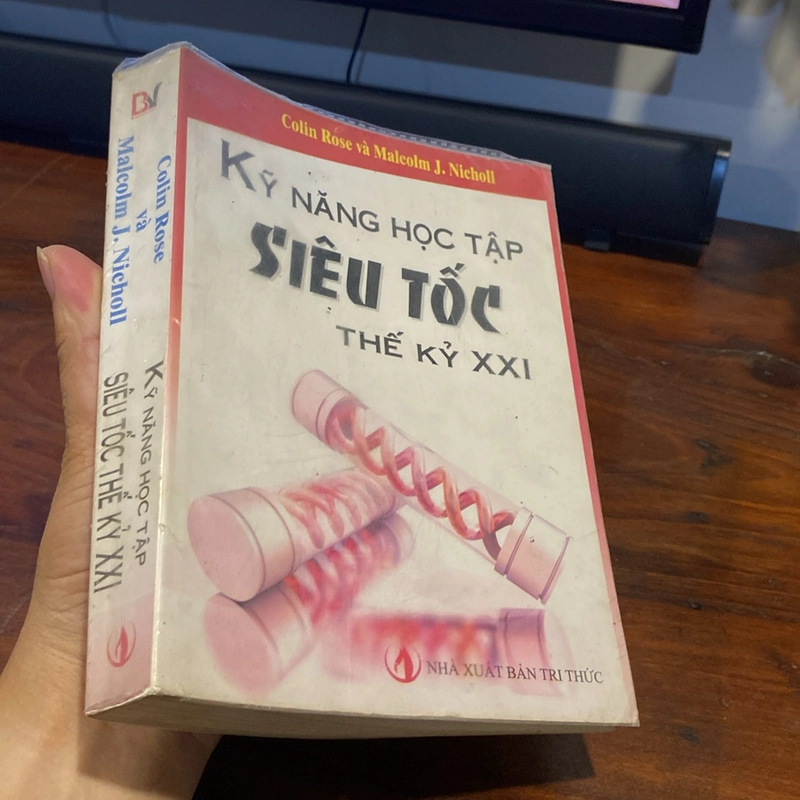 Colin Rose và Malcolm J. Nicholl
KỸ NĂNG HỌC TẬP
SIÊU TỐC
THẾ KỶ XXI
NHÀ XUẤT BẢN TRI THỨC
BV
Colin Rose
và
Malcolm J. Nicholl
KỸ NĂNG HỌC TẬP
SIÊU TỐC THẾ KỶ XXI